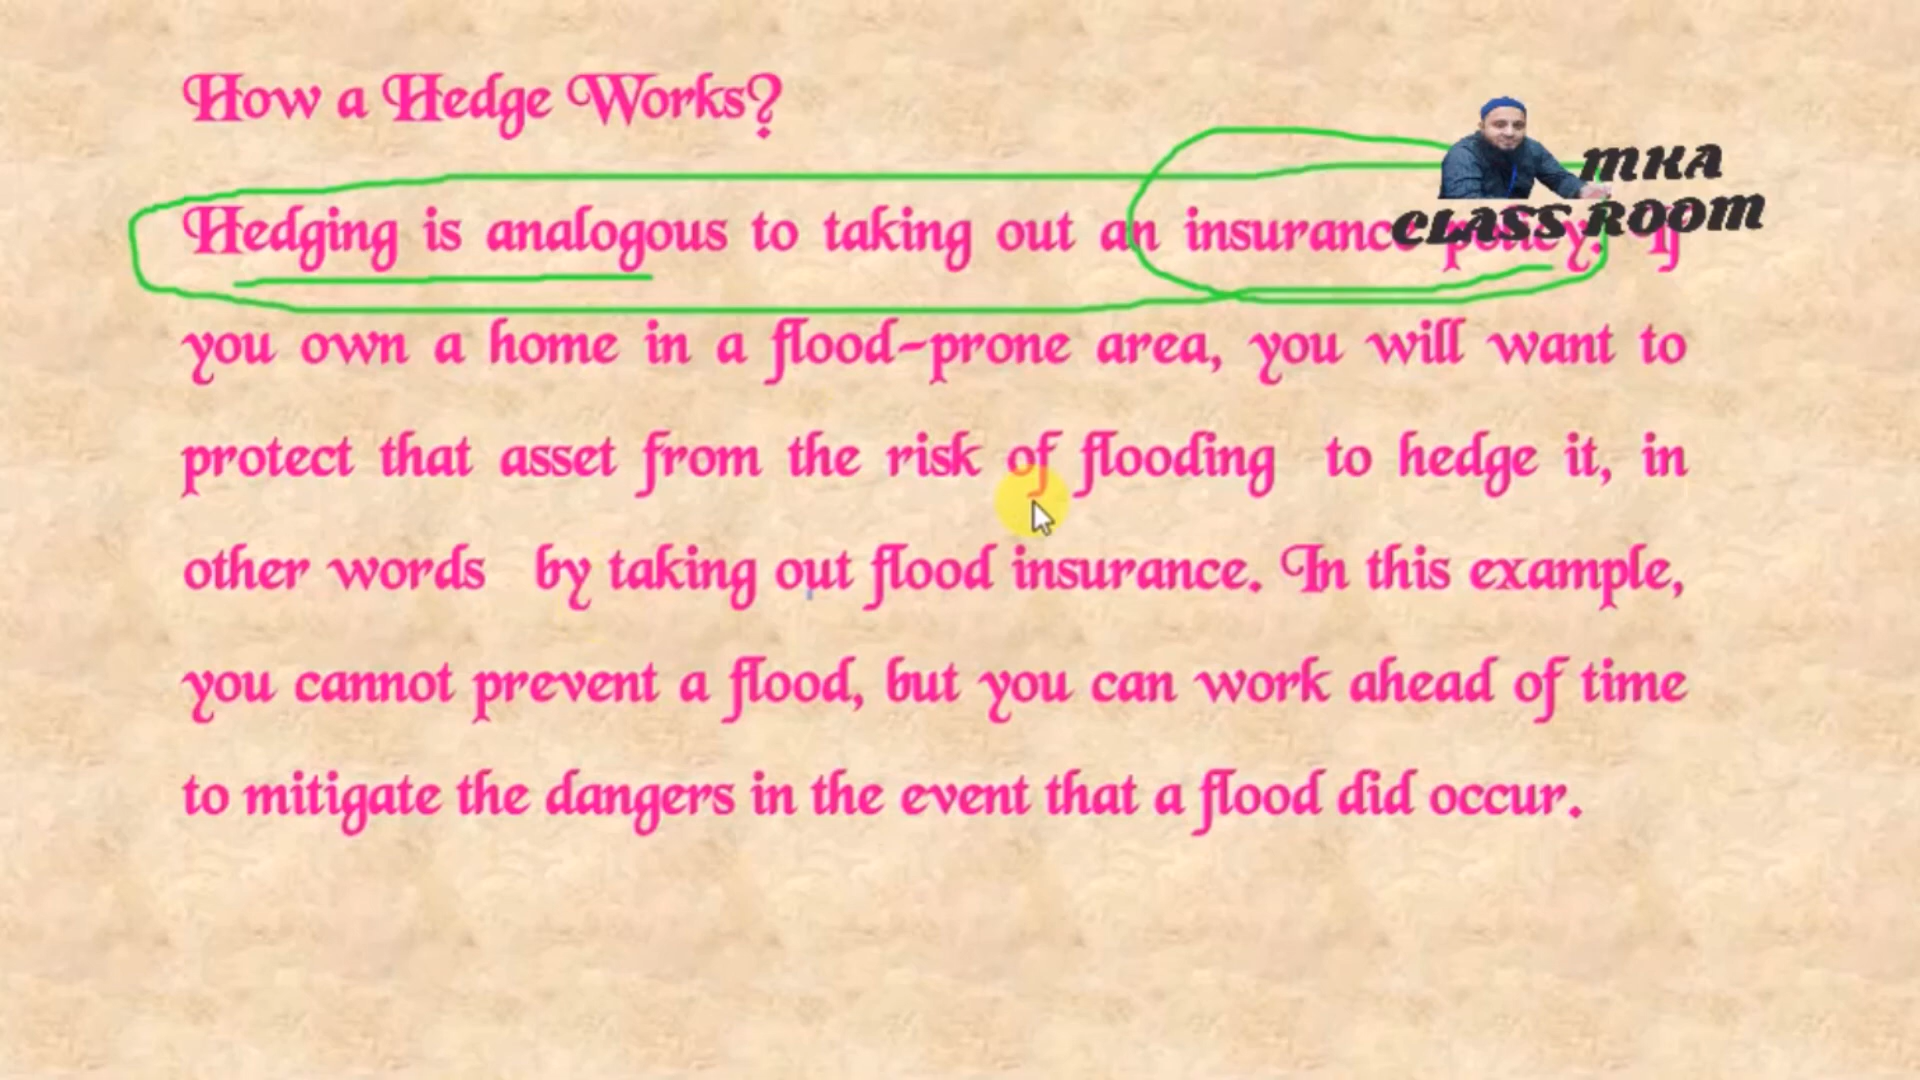 How a Hedge Works?
MKA
CLASS ROOM
Hedging is analogous to taking out an insurance policy. If
you own a home in a flood-prone area, you will want to
protect that asset from the risk of flooding to hedge it, in
other words by taking out flood insurance. In this example,
you cannot prevent a flood, but you can work ahead of time
to mitigate the dangers in the event that a flood did occur.